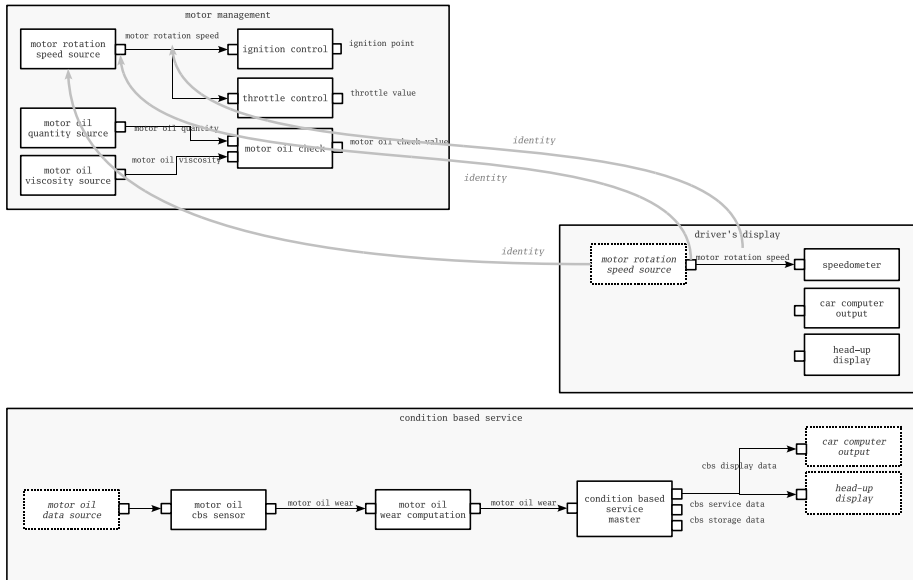 motor management
motor rotation
speed source
motor rotation speed
ignition control
ignition point
throttle control
throttle value
motor oil
quantity source
motor oil quantity
motor oil check
motor oil check value
motor oil
viscosity source
motor oil viscosity
identity
identity
identity
driver's display
motor rotation
speed source
motor rotation speed
speedometer
car computer
output
head-up
display
condition based service
motor oil
data source
motor oil
cbs sensor
motor oil wear
motor oil
wear computation
motor oil wear
condition based
service
master
cbs display data
cbs service data
cbs storage data
car computer
output
head-up
display